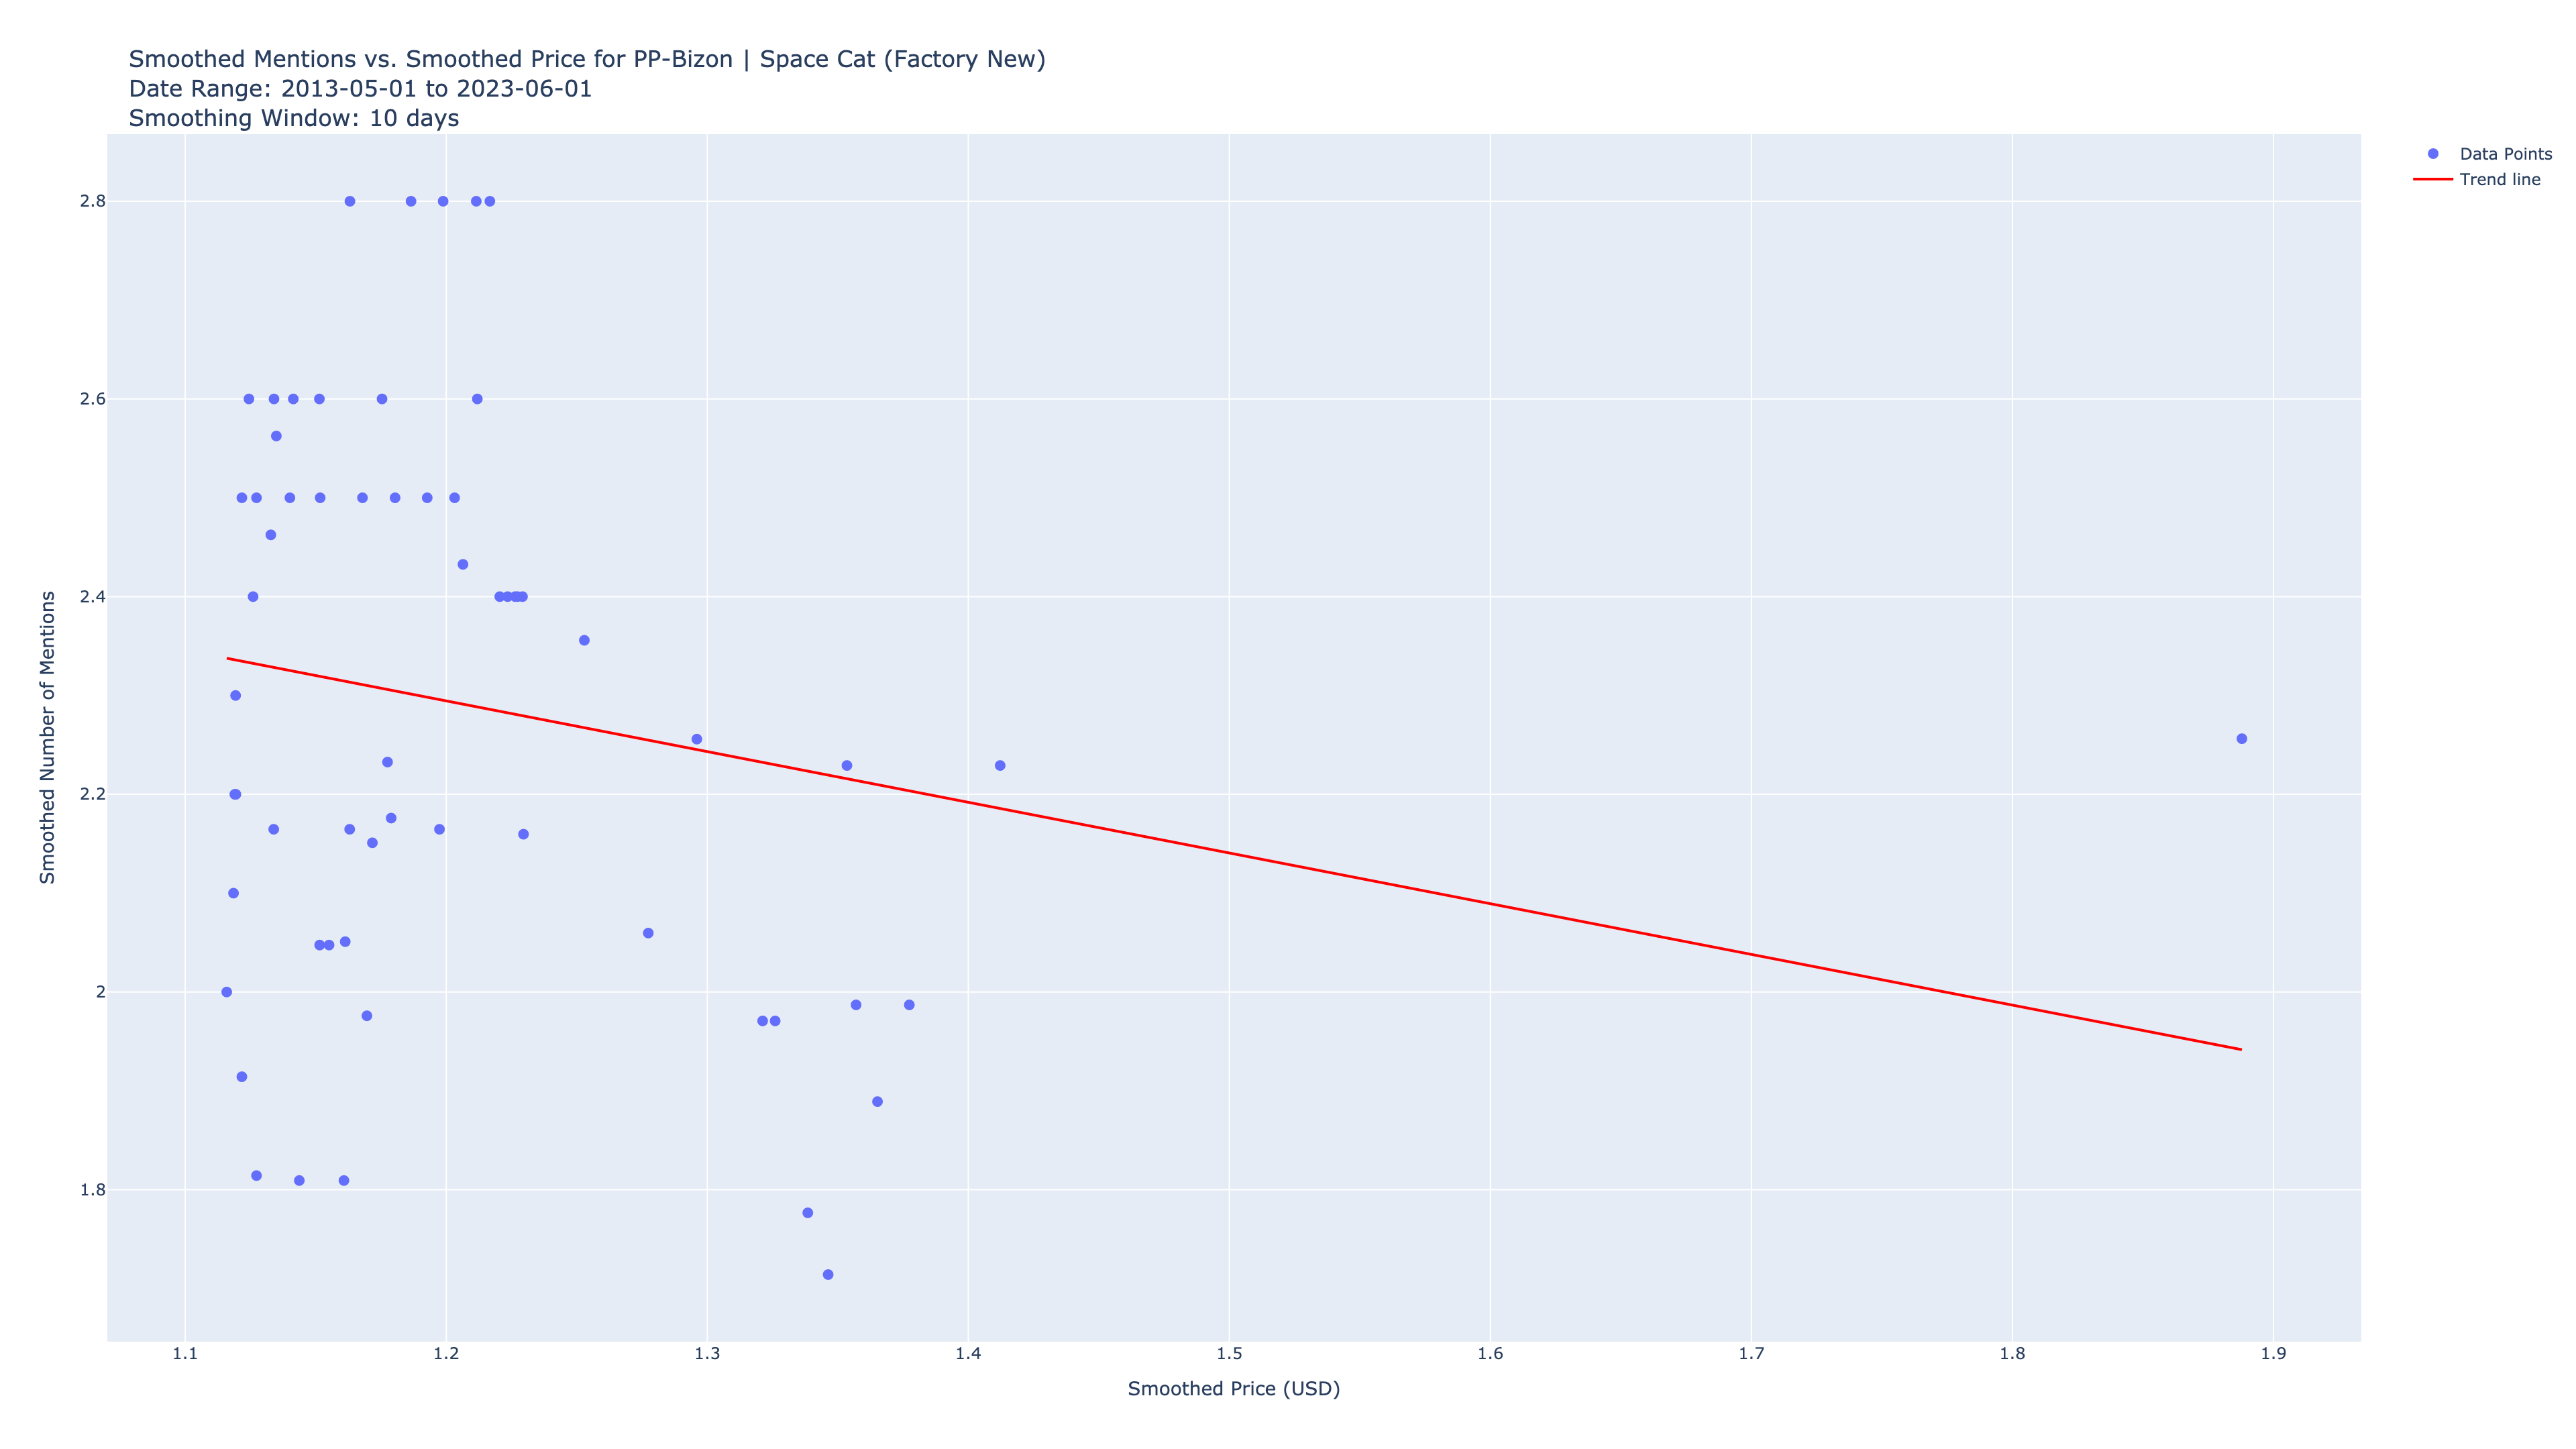 Smoothed Mentions vs. Smoothed Price for PP-Bizon | Space Cat (Factory New)
Date Range: 2013-05-01 to 2023-06-01
Smoothing Window: 10 days
Data Points
Trend line
2.8
2.6
2.4
2.2
2
1.8
Smoothed Number of Mentions
1.1
1.2
1.3
1.4
1.5
1.6
1.7
1.8
1.9
Smoothed Price (USD)